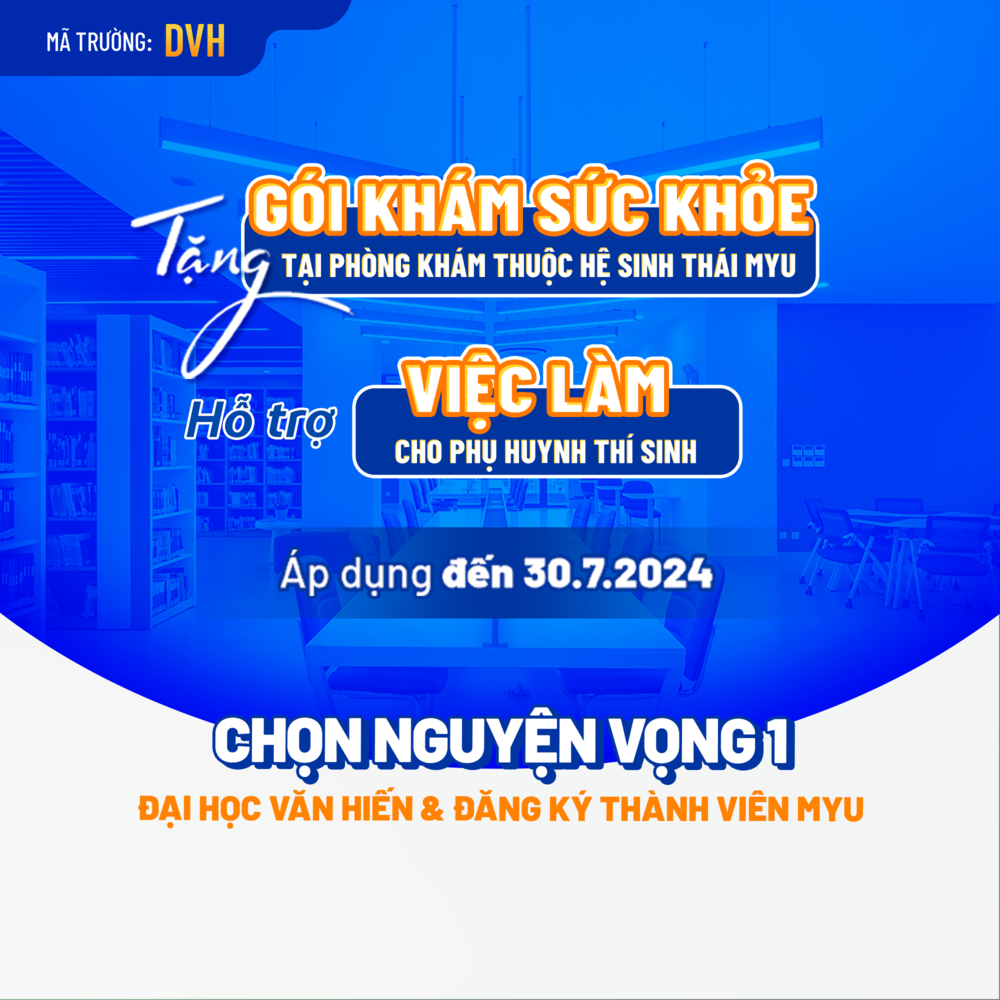 MÃ TRƯỜNG: DVH
Tặng GÓI KHÁM SỨC KHỎE
TẠI PHÒNG KHÁM THUỘC HỆ SINH THÁI MYU
Hỗ trợ VIỆC LÀM
CHO PHỤ HUYNH THÍ SINH
Áp dụng đến 30.7.2024
CHỌN NGUYỆN VỌNG 1
ĐẠI HỌC VĂN HIẾN & ĐĂNG KÝ THÀNH VIÊN MYU